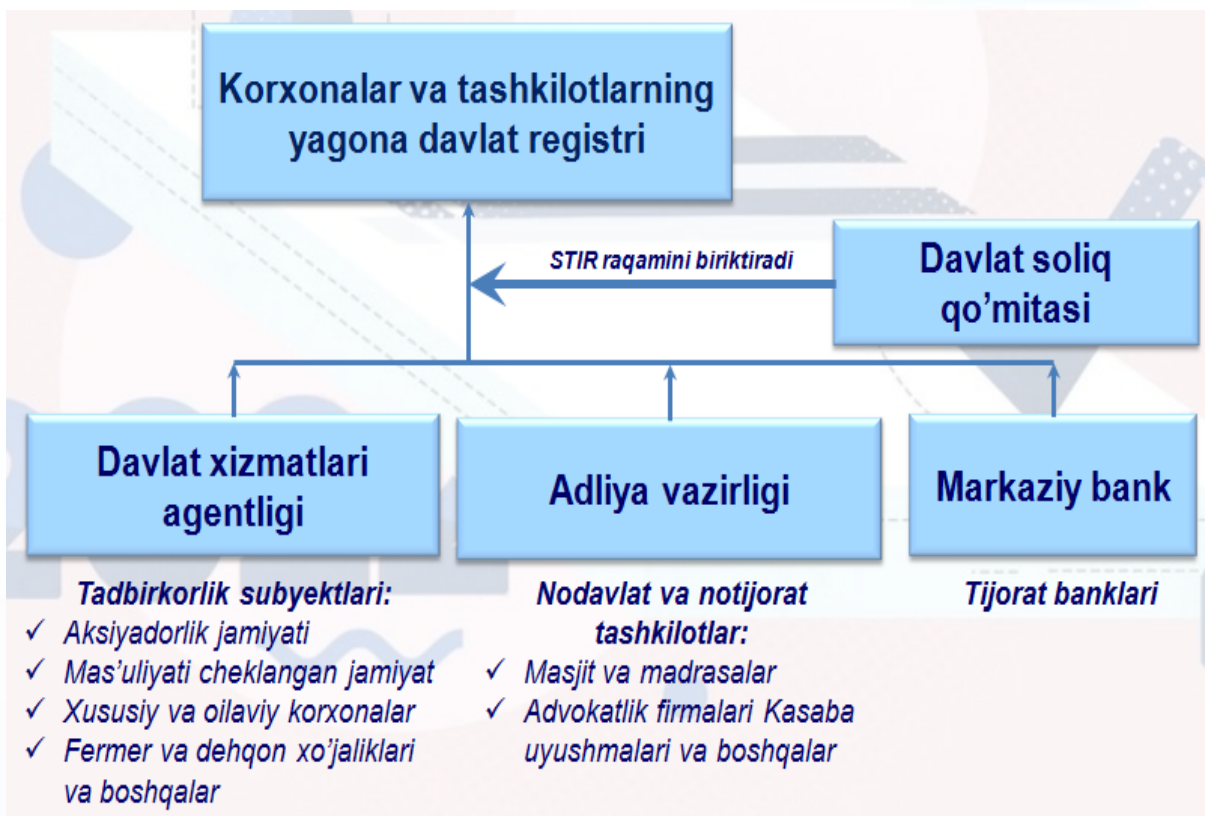 Korxonalar va tashkilotlarning
yagona davlat registri
STIR raqamini biriktiradi
Davlat soliq
qo’mitasi
Davlat xizmatlari
agentligi
Adliya vazirligi
Markaziy bank
Tadbirkorlik subyektlari:
✓ Aksiyadorlik jamiyati
✓ Mas’uliyati cheklangan jamiyat
✓ Xususiy va oilaviy korxonalar
✓ Fermer va dehqon xo’jaliklari
va boshqalar
Nodavlat va notijorat
tashkilotlar:
✓ Masjit va madrasalar
✓ Advokatlik firmalari Kasaba
uyushmalari va boshqalar
Tijorat banklari